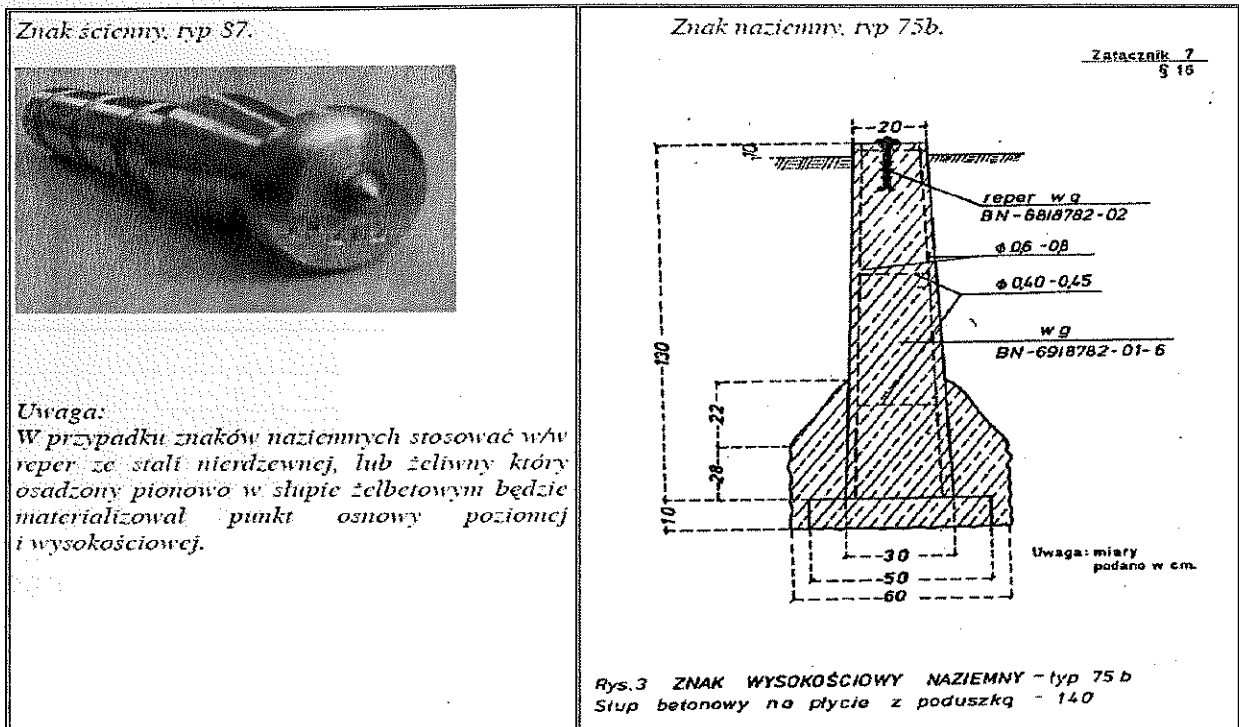 Znak ścienny, typ 87.
Uwaga:
W przypadku znaków naziemnych stosować w/w
reper ze stali nierdzewnej, lub żeliwny który
osadzony pionowo w słupie żelbetowym będzie
materializował punkt osnowy poziomej
i wysokościowej.
Znak naziemny, typ 75b.
Załącznik 7
§ 16
20
10
reper wg
BN-6818782-02
ϕ 0,6 -0,8
ϕ 0,40-0,45
wg
BN-6918782-01-6
130
22
28
10
30
50
60
Uwaga: miary
podano w cm.
Rys.3 ZNAK WYSOKOŚCIOWY NAZIEMNY - typ 75 b
Słup betonowy na płycie z poduszką - 140